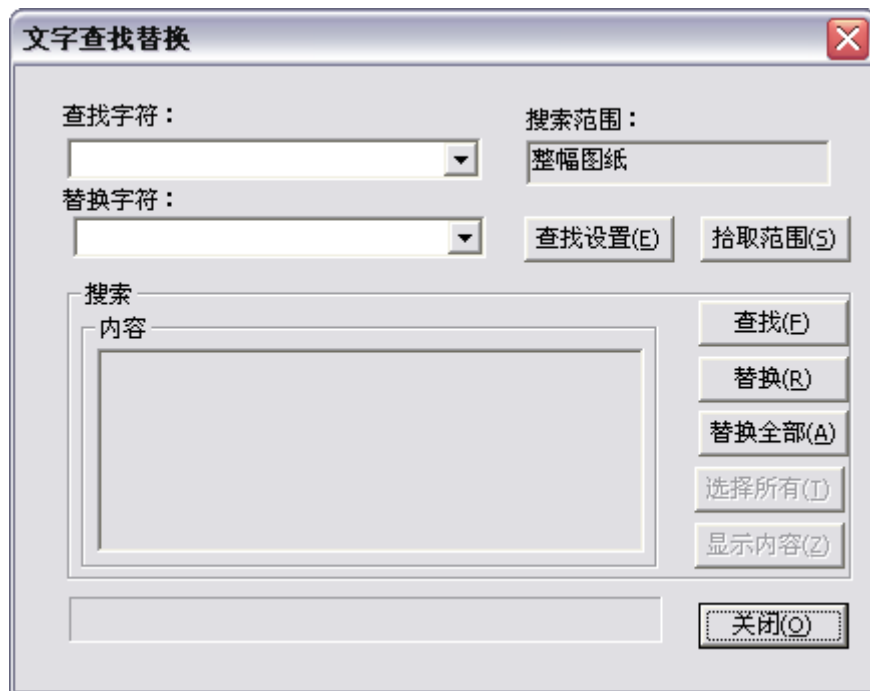 文字查找替换
查找字符：
搜索范围：
整幅图纸
替换字符：
查找设置(E)
拾取范围(S)
搜索
内容
查找(F)
替换(R)
替换全部(A)
选择所有(T)
显示内容(Z)
关闭(O)